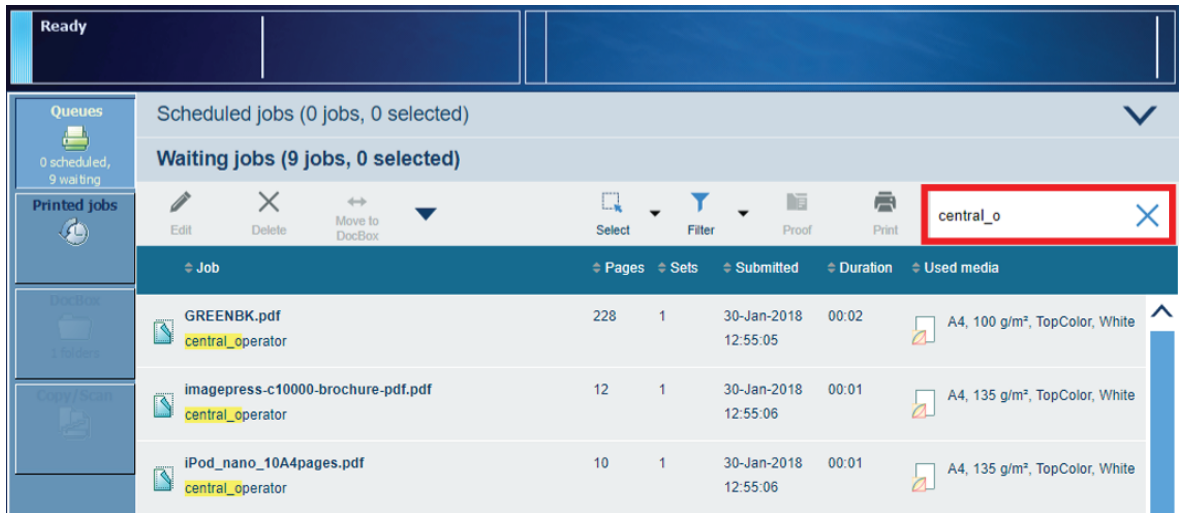 Ready
Queues
0 scheduled,
9 waiting
Printed jobs
DocBox
1 folders
Copy/Scan
Scheduled jobs (0 jobs, 0 selected)
Waiting jobs (9 jobs, 0 selected)
Edit
Delete
Move to
DocBox
Select
Filter
Proof
Print
central_o
Job Pages Sets Submitted Duration Used media
GREENBK.pdf 228 1 30-Jan-2018 00:02 A4, 100 g/m², TopColor, White
central_operator 12:55:05
imagepress-c10000-brochure-pdf.pdf 12 1 30-Jan-2018 00:01 A4, 135 g/m², TopColor, White
central_operator 12:55:06
iPod_nano_10A4pages.pdf 10 1 30-Jan-2018 00:01 A4, 135 g/m², TopColor, White
central_operator 12:55:06